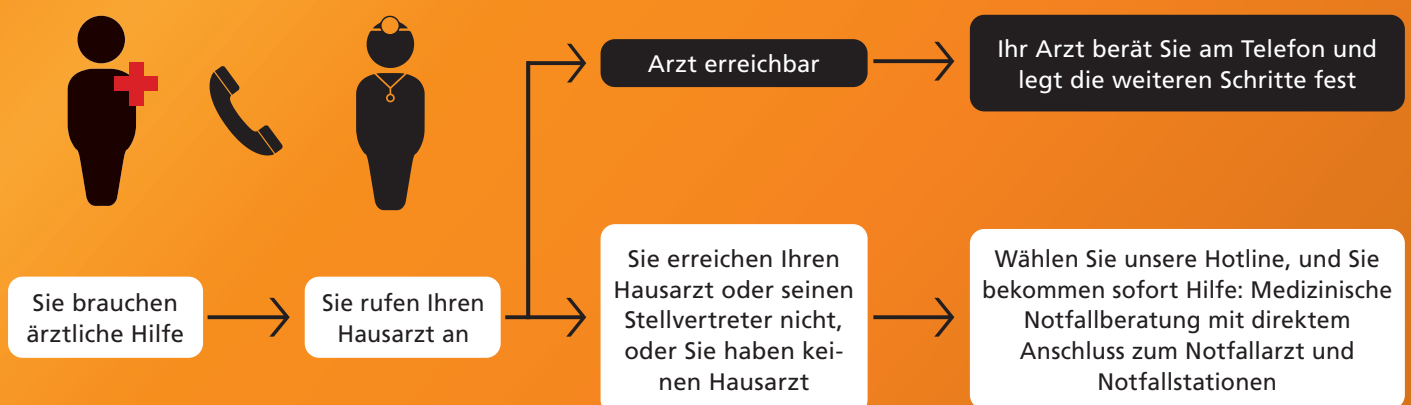 Sie brauchen
ärztliche Hilfe
Sie rufen Ihren
Hausarzt an
Arzt erreichbar
Ihr Arzt berät Sie am Telefon und
legt die weiteren Schritte fest
Sie erreichen Ihren
Hausarzt oder seinen
Stellvertreter nicht,
oder Sie haben kei-
nen Hausarzt
Wählen Sie unsere Hotline, und Sie
bekommen sofort Hilfe: Medizinische
Notfallberatung mit direktem
Anschluss zum Notfallarzt und
Notfallstationen